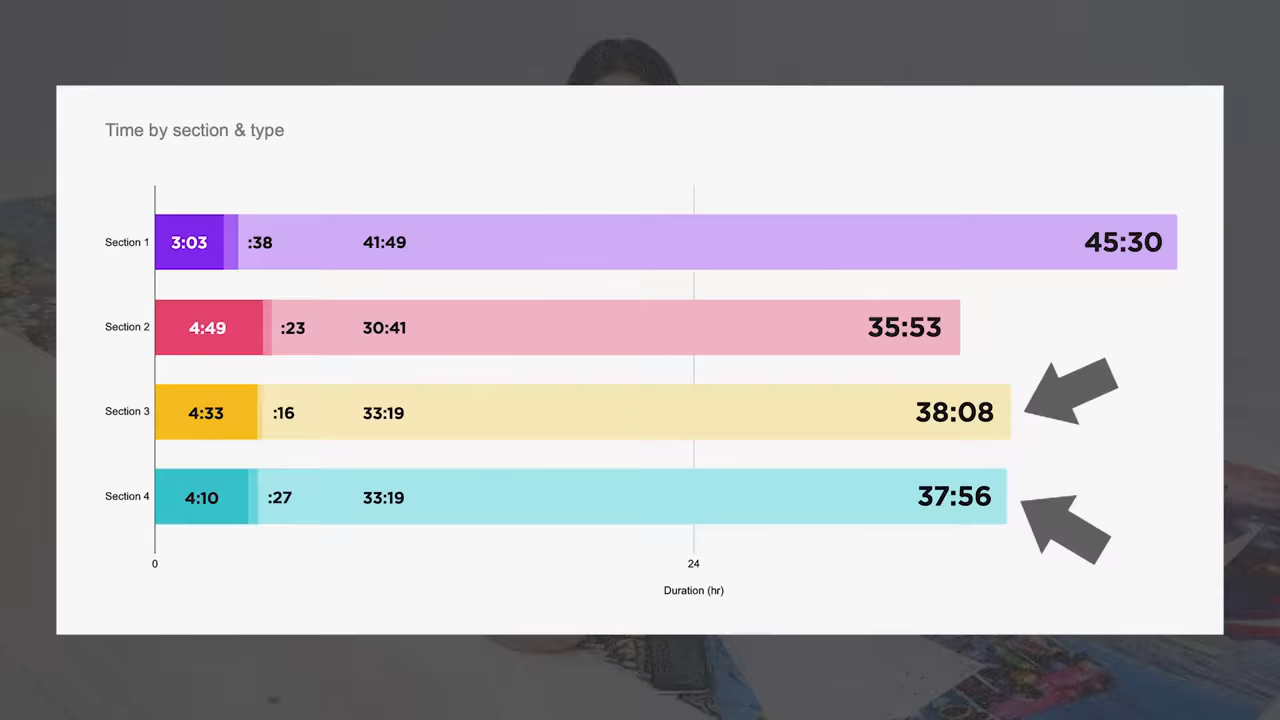 Time by section & type
Section 1 3:03 :38 41:49 45:30
Section 2 4:49 :23 30:41 35:53
Section 3 4:33 :16 33:19 38:08
Section 4 4:10 :27 33:19 37:56
0 24
Duration (hr)